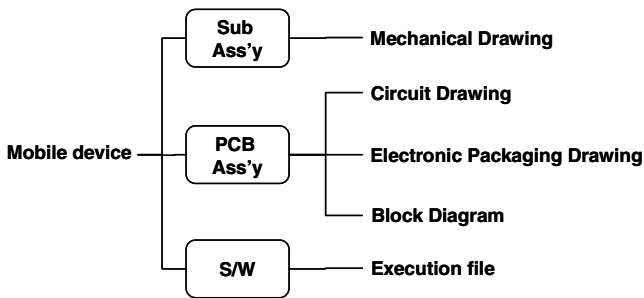 Sub
Ass'y
Mechanical Drawing
Circuit Drawing
Mobile device
PCB
Ass'y
Electronic Packaging Drawing
Block Diagram
S/W
Execution file